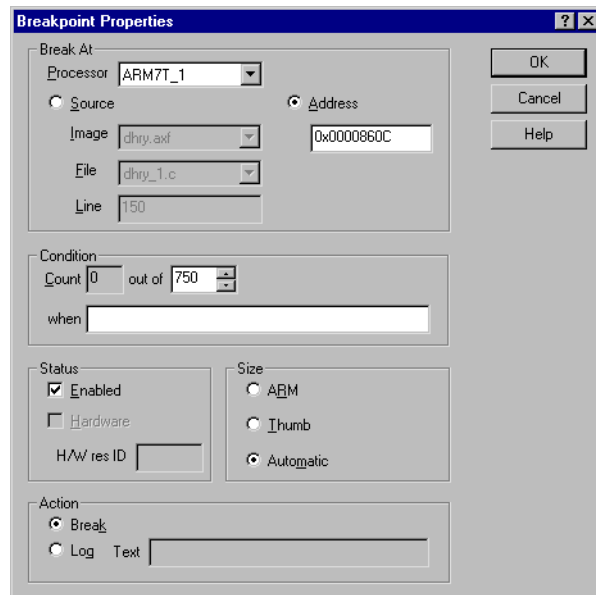 Breakpoint Properties
Break At
Processor ARM7T_1
OK
Source Address
Cancel
Image dhry.axf 0x0000860C
Help
File dhry_1.c
Line 150
Condition
Count 0 out of 750
when
Status
Size
Enabled
ARM
Hardware
Thumb
H/W res ID
Automatic
Action
Break
Log Text